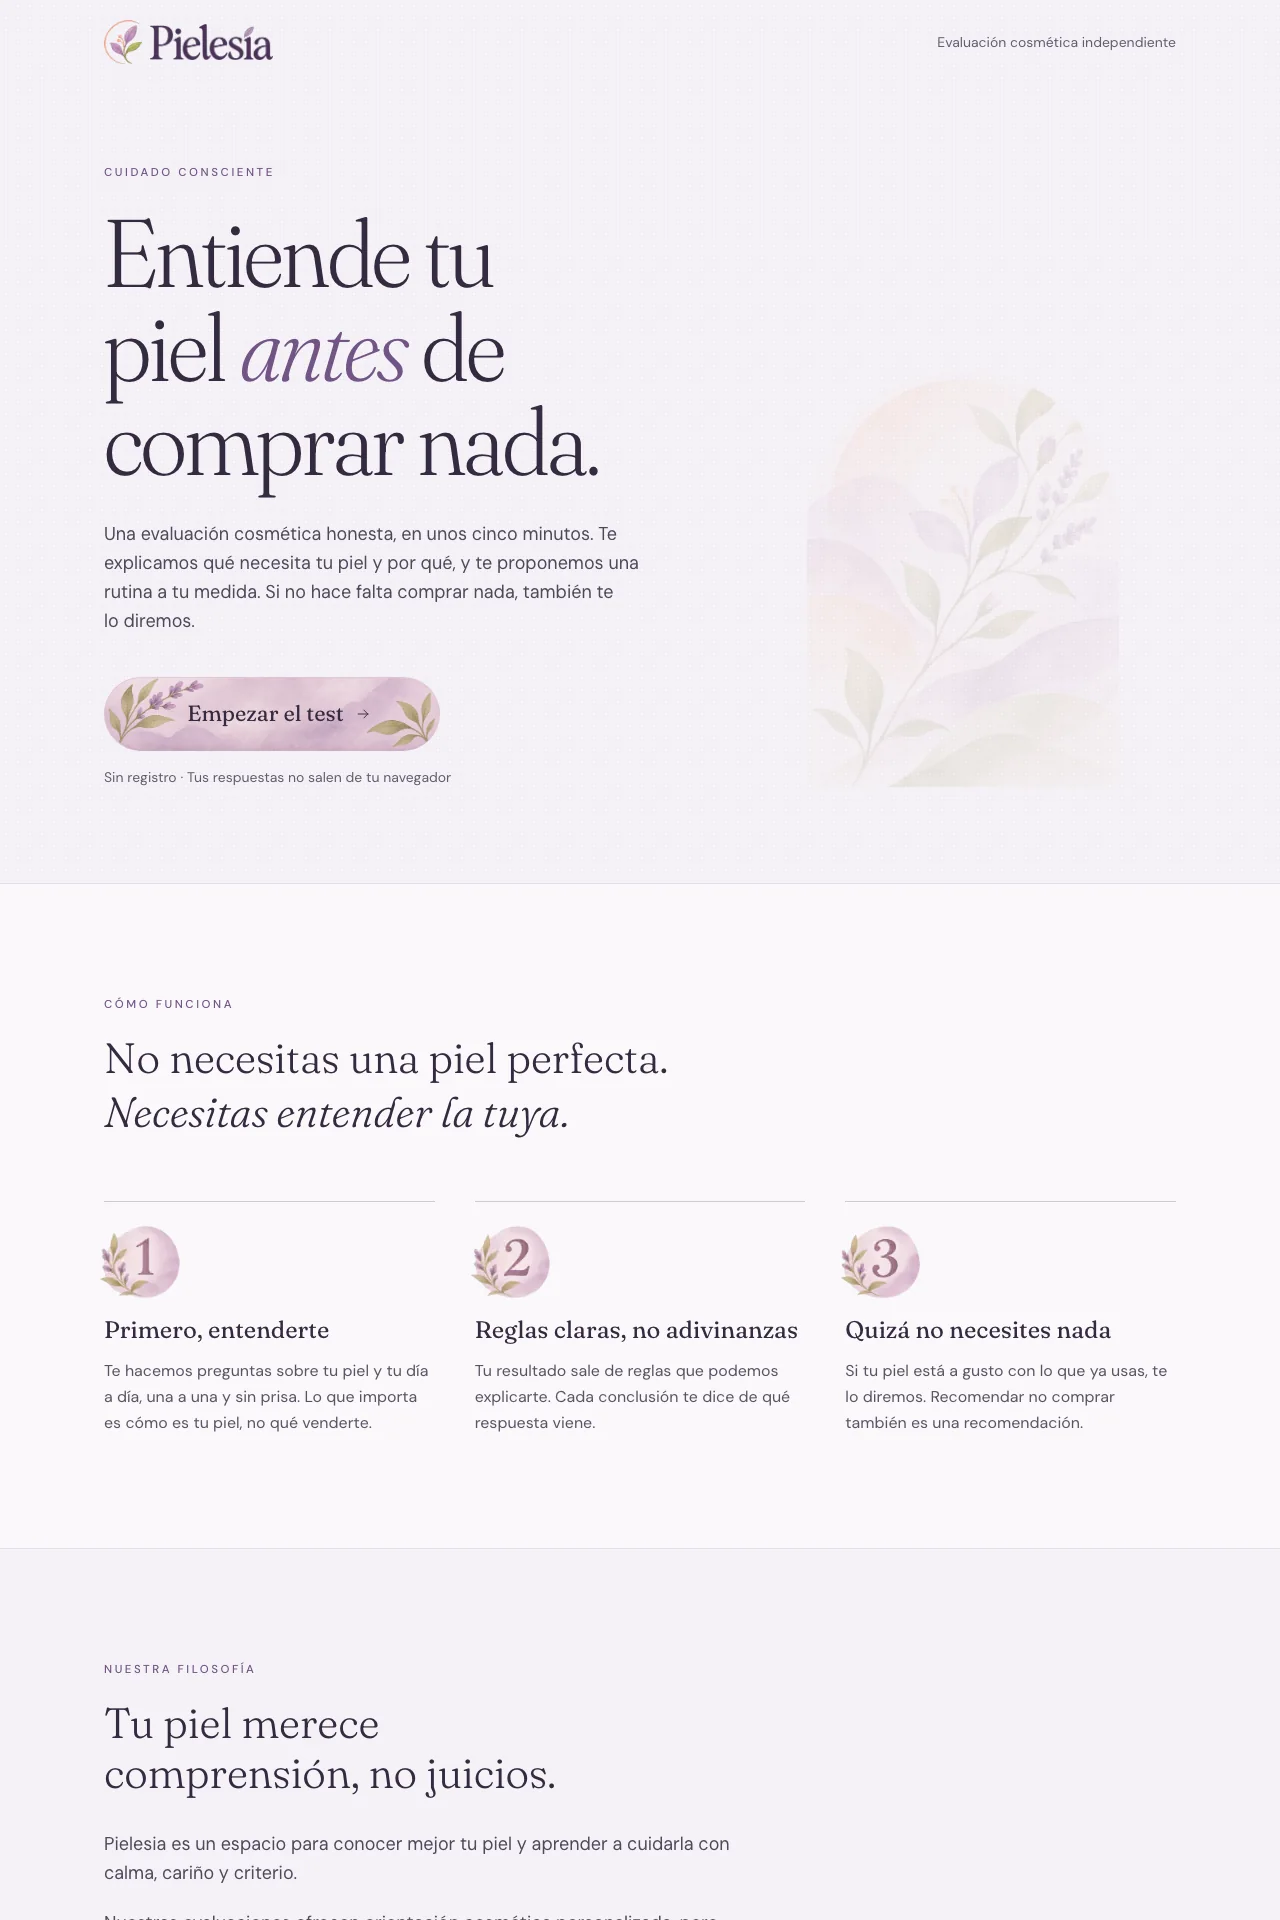 Pielesía
Evaluación cosmética independiente
CUIDADO CONSCIENTE
Entiende tu
piel antes de
comprar nada.
Una evaluación cosmética honesta, en unos cinco minutos. Te
explicamos qué necesita tu piel y por qué, y te proponemos una
rutina a tu medida. Si no hace falta comprar nada, también te
lo diremos.
Empezar el test →
Sin registro · Tus respuestas no salen de tu navegador
CÓMO FUNCIONA
No necesitas una piel perfecta.
Necesitas entender la tuya.
1
2
3
Primero, entenderte
Te hacemos preguntas sobre tu piel y tu día
a día, una a una y sin prisa. Lo que importa
es cómo es tu piel, no qué venderte.
Reglas claras, no adivinanzas
Tu resultado sale de reglas que podemos
explicarte. Cada conclusión te dice de qué
respuesta viene.
Quizá no necesites nada
Si tu piel está a gusto con lo que ya usas, te
lo diremos. Recomendar no comprar
también es una recomendación.
NUESTRA FILOSOFÍA
Tu piel merece
comprensión, no juicios.
Pielesia es un espacio para conocer mejor tu piel y aprender a cuidarla con
calma, cariño y criterio.
Nuestras evaluaciones ofrecen orientación cosmética personalizada, pero